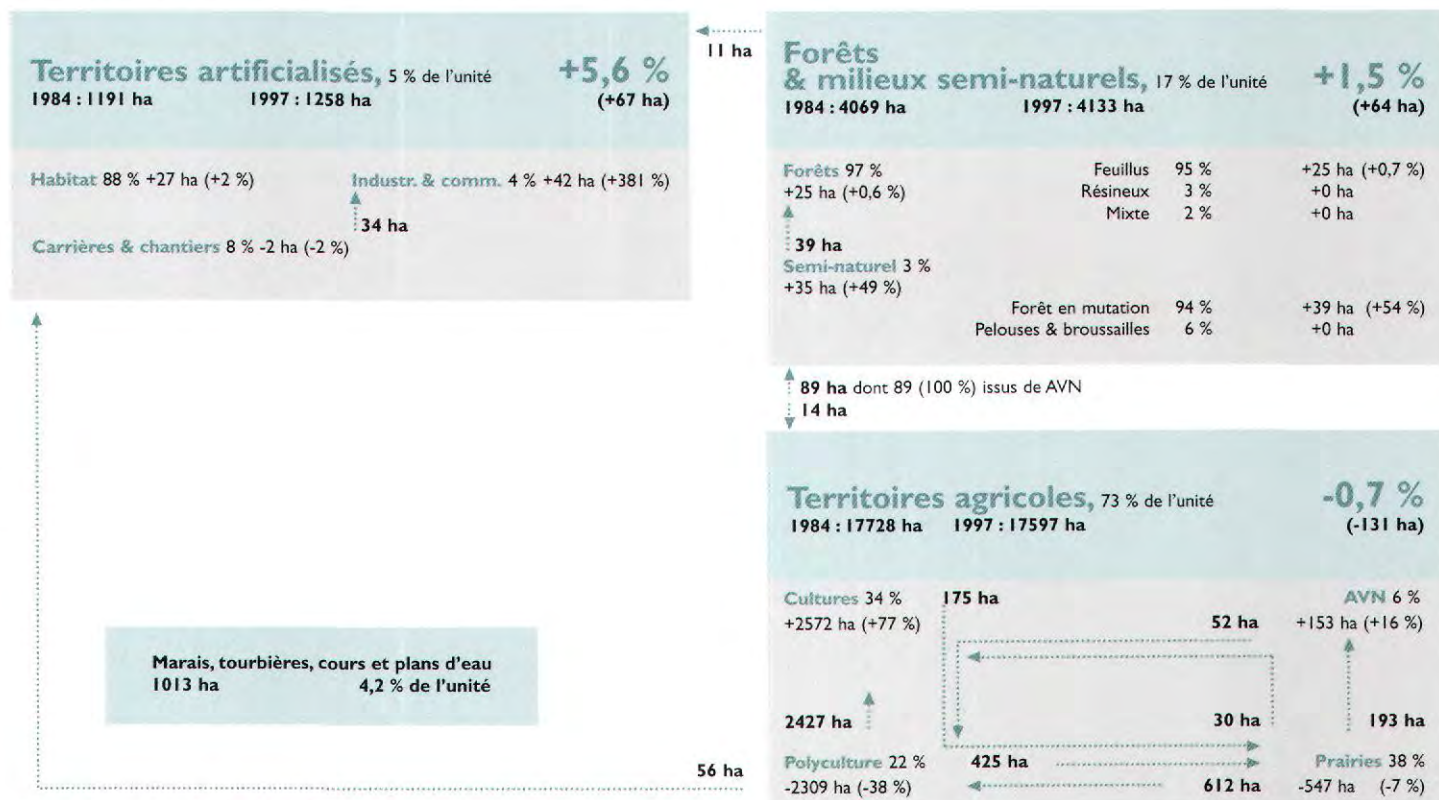 11 ha
Territoires artificialisés, 5 % de l'unité +5,6 %
1984 : 1191 ha 1997 : 1258 ha (+67 ha)
Habitat 88 % +27 ha (+2 %) Industr. & comm. 4 % +42 ha (+381 %)
34 ha
Carrières & chantiers 8 % -2 ha (-2 %)
Forêts
& milieux semi-naturels, 17 % de l'unité +1,5 %
1984 : 4069 ha 1997 : 4133 ha (+64 ha)
Forêts 97 % Feuillus 95 % +25 ha (+0,7 %)
+25 ha (+0,6 %) Résineux 3 % +0 ha
Mixte 2 % +0 ha
39 ha
Semi-naturel 3 %
+35 ha (+49 %)
Forêt en mutation 94 % +39 ha (+54 %)
Pelouses & broussailles 6 % +0 ha
89 ha dont 89 (100 %) issus de AVN
14 ha
Territoires agricoles, 73 % de l'unité -0,7 %
1984 : 17728 ha 1997 : 17597 ha (-131 ha)
Cultures 34 % 175 ha AVN 6 %
+2572 ha (+77 %) 52 ha +153 ha (+16 %)
2427 ha 30 ha 193 ha
Polyculture 22 % 425 ha Prairies 38 %
-2309 ha (-38 %) 612 ha -547 ha (-7 %)
Marais, tourbières, cours et plans d'eau
1013 ha 4,2 % de l'unité
56 ha